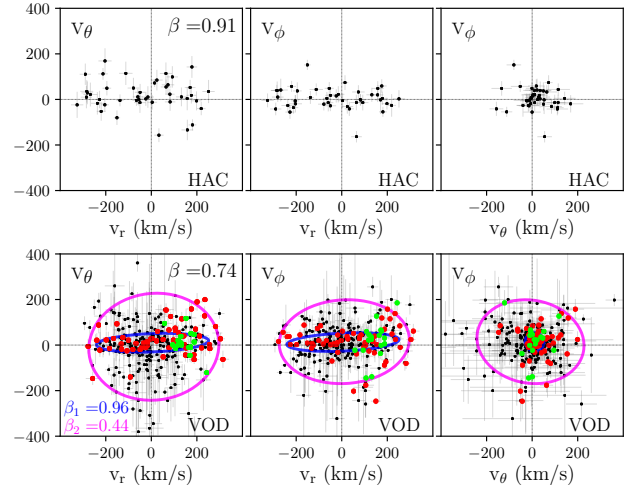 400
200
0
−200
−400
v_θ
β = 0.91
HAC
v_ϕ
HAC
v_ϕ
HAC
−200 0 200
v_r (km/s)
−200 0 200
v_r (km/s)
−200 0 200
v_θ (km/s)
400
200
0
−200
−400
v_θ
β = 0.74
β_1 = 0.96
β_2 = 0.44
VOD
v_ϕ
VOD
v_ϕ
VOD
−200 0 200
v_r (km/s)
−200 0 200
v_r (km/s)
−200 0 200
v_θ (km/s)